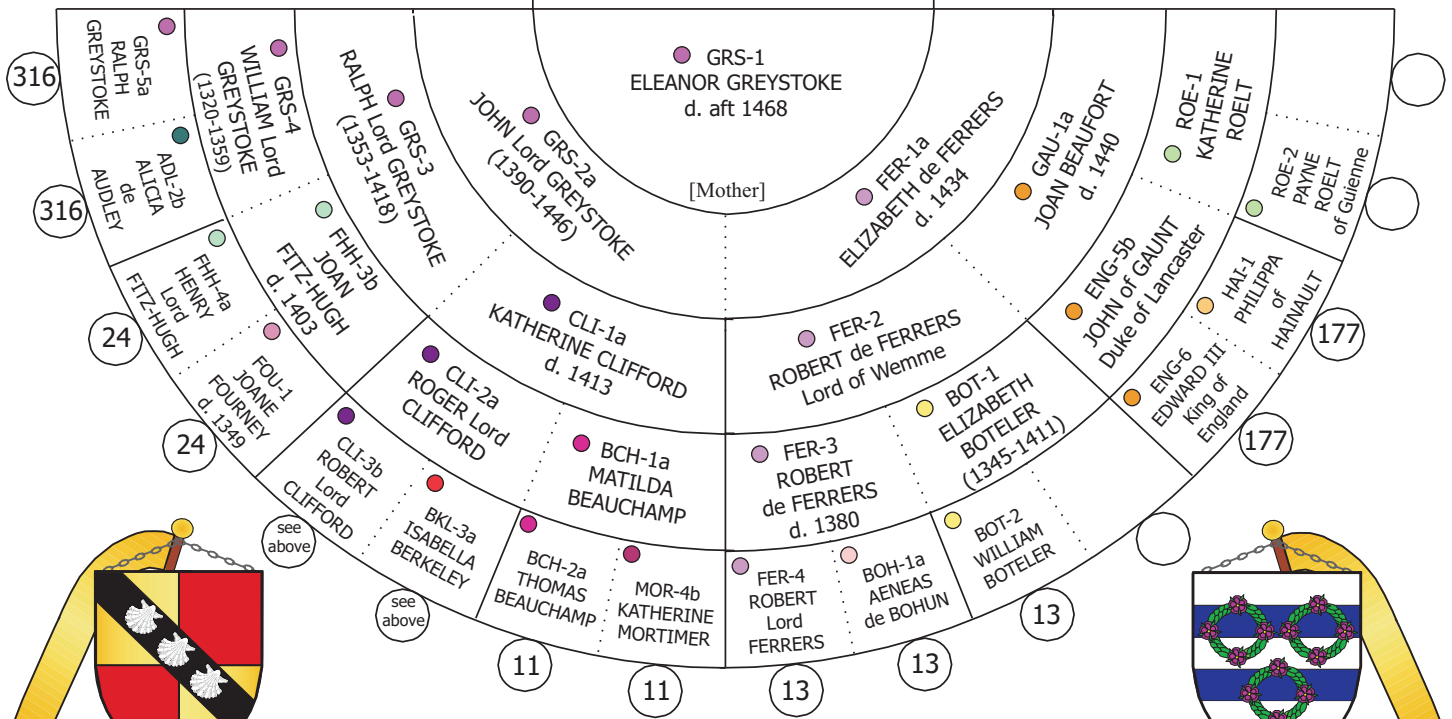 GRS-1
ELEANOR GREYSTOKE
d. aft 1468
[Mother]
GRS-2a
JOHN Lord GREYSTOKE
(1390-1446)
FER-1a
ELIZABETH de FERRERS
d. 1434
GRS-3
RALPH Lord GREYSTOKE
(1353-1418)
CLI-1a
KATHERINE CLIFFORD
d. 1413
FER-2
ROBERT de FERRERS
Lord of Wemme
GAU-1a
JOAN BEAUFORT
d. 1440
GRS-4
WILLIAM Lord
GREYSTOKE
(1320-1359)
FHH-3b
JOAN
FITZ-HUGH
d. 1403
CLI-2a
ROGER Lord
CLIFFORD
BCH-1a
MATILDA
BEAUCHAMP
FER-3
ROBERT
de FERRERS
d. 1380
BOT-1
ELIZABETH
BOTELER
(1345-1411)
ENG-5b
JOHN of GAUNT
Duke of Lancaster
ROE-1
KATHERINE
ROELT
GRS-5a
RALPH
GREYSTOKE
ADL-2b
ALICIA
de
AUDLEY
FHH-4a
HENRY
Lord
FITZ-HUGH
FOU-1
JOANE
FOURNEY
d. 1349
CLI-3b
ROBERT
Lord
CLIFFORD
BKL-3a
ISABELLA
BERKELEY
BCH-2a
THOMAS
BEAUCHAMP
MOR-4b
KATHERINE
MORTIMER
FER-4
ROBERT
Lord
FERRERS
BOH-1a
AENEAS
de BOHUN
BOT-2
WILLIAM
BOTELER
ENG-6
EDWARD III
King of
England
HAI-1
PHILIPPA
of
HAINAULT
ROE-2
PAYNE
ROELT
of Guienne
316
316
24
24
see
above
see
above
11
11
13
13
13
177
177